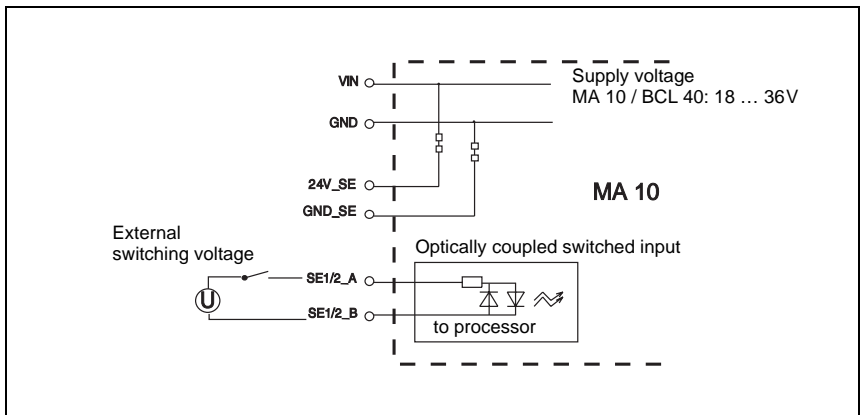 VIN
Supply voltage
MA 10 / BCL 40: 18 … 36V
GND
24V_SE
MA 10
GND_SE
External
switching voltage
Optically coupled switched input
SE1/2_A
U
SE1/2_B
to processor